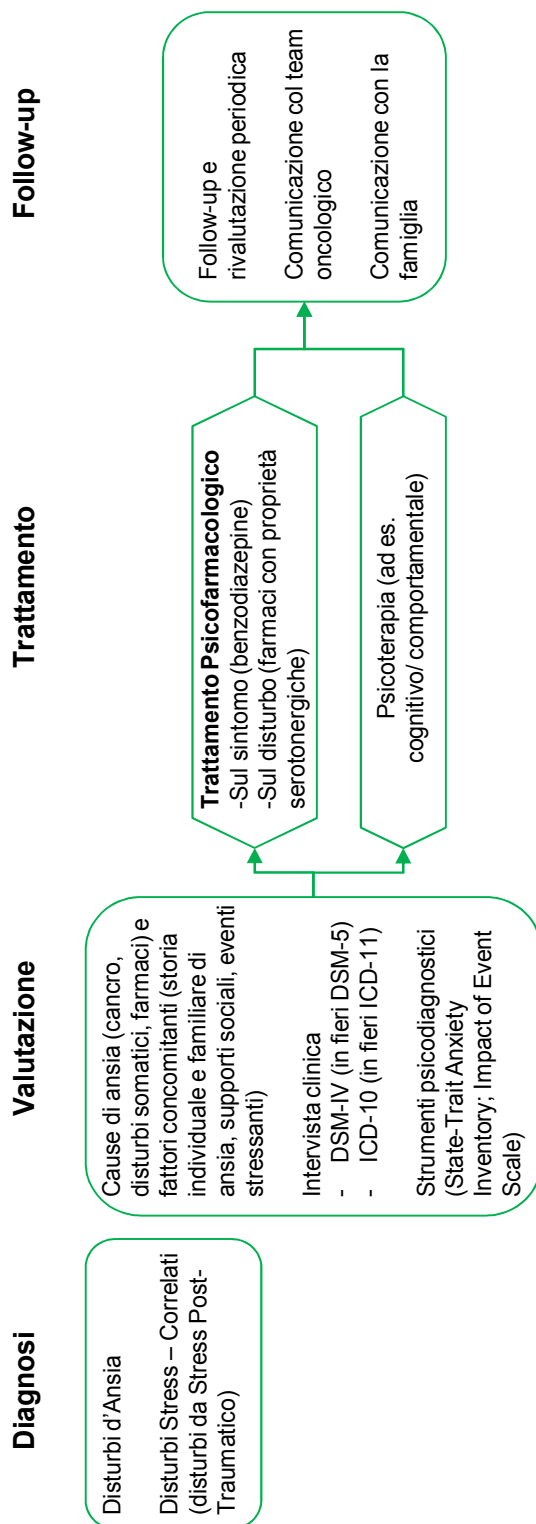 Diagnosi
Disturbi d'Ansia
Disturbi Stress – Correlati
(disturbi da Stress Post-
Traumatico)
Valutazione
Cause di ansia (cancro,
disturbi somatici, farmaci) e
fattori concomitanti (storia
individuale e familiare di
ansia, supporti sociali, eventi
stressanti)
Intervista clinica
- DSM-IV (in fieri DSM-5)
- ICD-10 (in fieri ICD-11)
Strumenti psicodiagnostici
(State-Trait Anxiety
Inventory; Impact of Event
Scale)
Trattamento
Trattamento Psicofarmacologico
-Sul sintomo (benzodiazepine)
-Sul disturbo (farmaci con proprietà
serotonergiche)
Psicoterapia (ad es.
cognitivo/ comportamentale)
Follow-up
Follow-up e
rivalutazione periodica
Comunicazione col team
oncologico
Comunicazione con la
famiglia